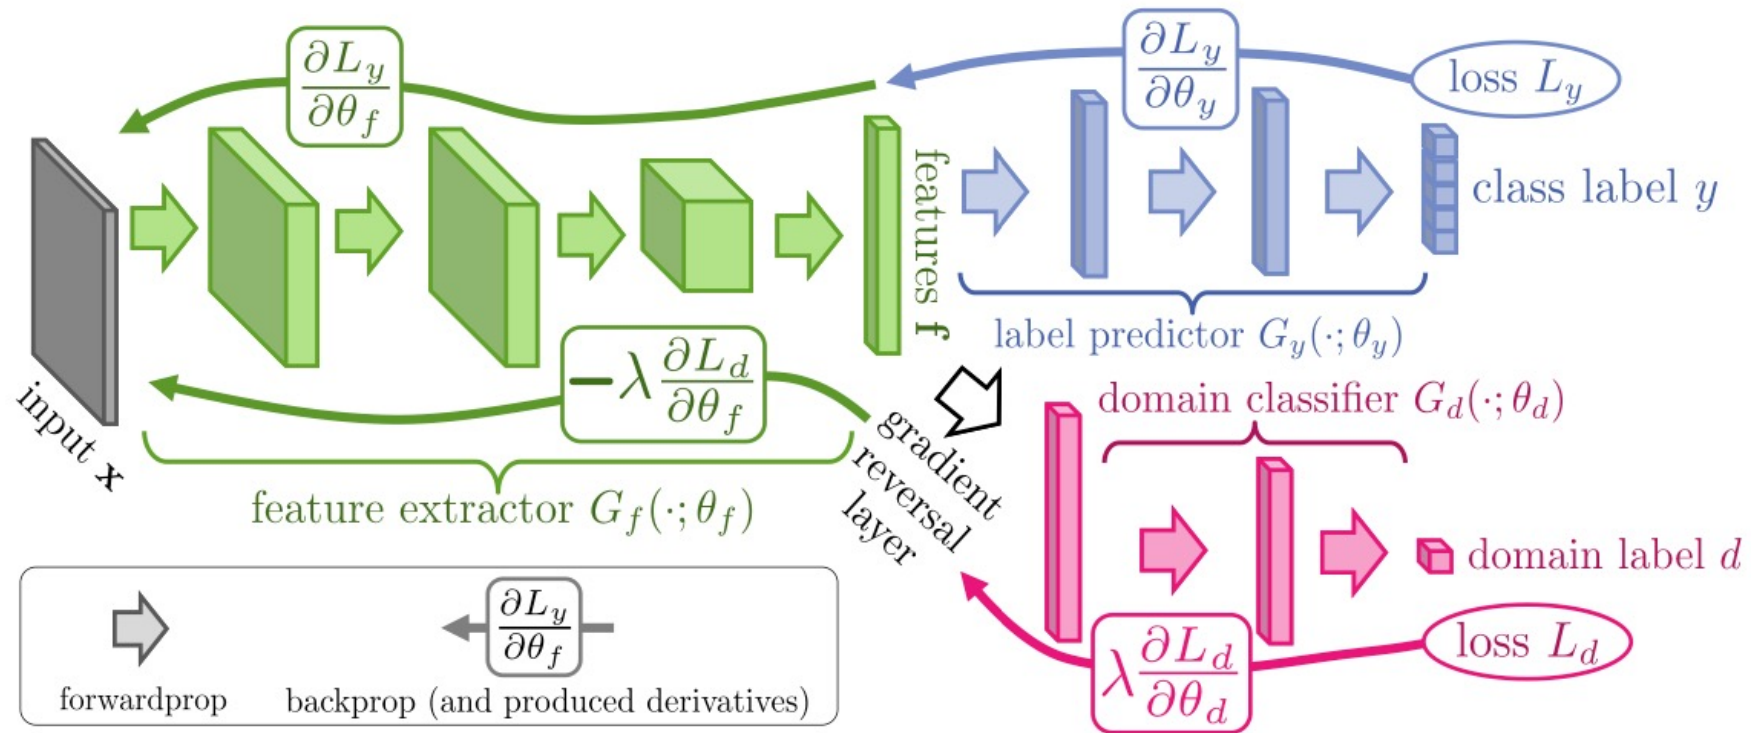 ∂L_y
∂θ_f
∂L_y
∂θ_y
loss L_y
features f
class label y
label predictor G_y(·; θ_y)
input x
−λ ∂L_d
∂θ_f
feature extractor G_f(·; θ_f)
gradient
reversal
layer
domain classifier G_d(·; θ_d)
domain label d
λ ∂L_d
∂θ_d
loss L_d
∂L_y
∂θ_f
forwardprop
backprop (and produced derivatives)